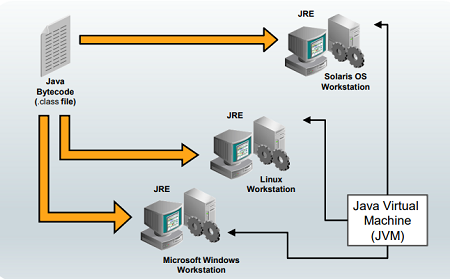 JRE
Java
Bytecode
(.class file)
Solaris OS
Workstation
JRE
Linux
Workstation
JRE
Java Virtual
Machine
(JVM)
Microsoft Windows
Workstation